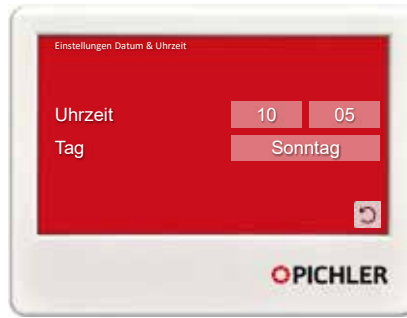 Einstellungen Datum & Uhrzeit
Uhrzeit 10 05
Tag Sonntag
PICHLER